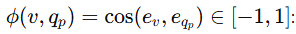 ϕ(v, q_p) = cos(e_v, e_{q_p}) ∈ [−1, 1]: